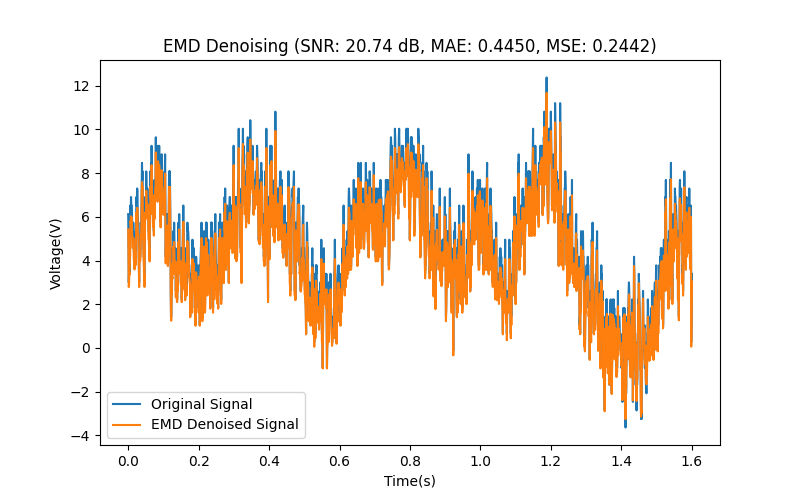 EMD Denoising (SNR: 20.74 dB, MAE: 0.4450, MSE: 0.2442)
Voltage(V)
12
10
8
6
4
2
0
−2
−4
Original Signal
EMD Denoised Signal
0.0 0.2 0.4 0.6 0.8 1.0 1.2 1.4 1.6
Time(s)